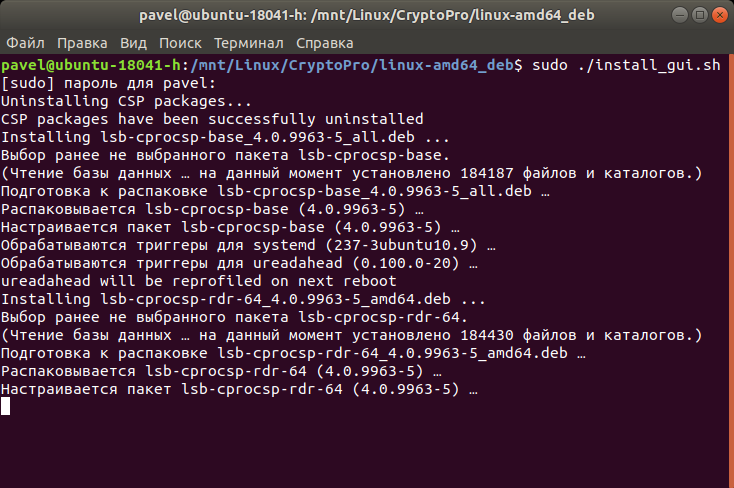 pavel@ubuntu-18041-h: /mnt/Linux/CryptoPro/linux-amd64_deb
Файл Правка Вид Поиск Терминал Справка
pavel@ubuntu-18041-h:/mnt/Linux/CryptoPro/linux-amd64_deb$ sudo ./install_gui.sh
[sudo] пароль для pavel:
Uninstalling CSP packages...
CSP packages have been successfully uninstalled
Installing lsb-cprocsp-base_4.0.9963-5_all.deb ...
Выбор ранее не выбранного пакета lsb-cprocsp-base.
(Чтение базы данных … на данный момент установлено 184187 файлов и каталогов.)
Подготовка к распаковке lsb-cprocsp-base_4.0.9963-5_all.deb …
Распаковывается lsb-cprocsp-base (4.0.9963-5) …
Настраивается пакет lsb-cprocsp-base (4.0.9963-5) …
Обрабатываются триггеры для systemd (237-3ubuntu10.9) …
Обрабатываются триггеры для ureadahead (0.100.0-20) …
ureadahead will be reprofiled on next reboot
Installing lsb-cprocsp-rdr-64_4.0.9963-5_amd64.deb ...
Выбор ранее не выбранного пакета lsb-cprocsp-rdr-64.
(Чтение базы данных … на данный момент установлено 184430 файлов и каталогов.)
Подготовка к распаковке lsb-cprocsp-rdr-64_4.0.9963-5_amd64.deb …
Распаковывается lsb-cprocsp-rdr-64 (4.0.9963-5) …
Настраивается пакет lsb-cprocsp-rdr-64 (4.0.9963-5) …